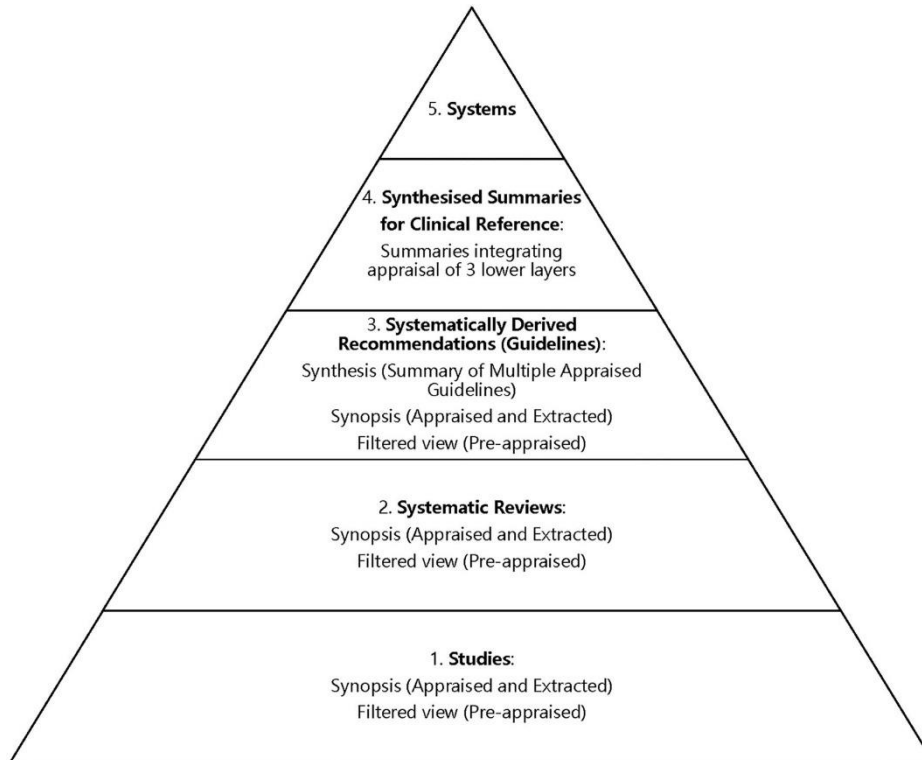 5. Systems
4. Synthesised Summaries
for Clinical Reference:
Summaries integrating
appraisal of 3 lower layers
3. Systematically Derived
Recommendations (Guidelines):
Synthesis (Summary of Multiple Appraised
Guidelines)
Synopsis (Appraised and Extracted)
Filtered view (Pre-appraised)
2. Systematic Reviews:
Synopsis (Appraised and Extracted)
Filtered view (Pre-appraised)
1. Studies:
Synopsis (Appraised and Extracted)
Filtered view (Pre-appraised)